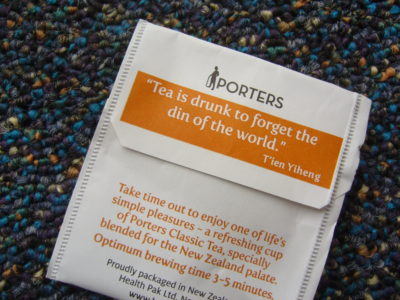 PORTERS
"Tea is drunk to forget the
din of the world."
T'ien Yiheng
Take time out to enjoy one of life's
simple pleasures – a refreshing cup
of Porters Classic Tea, specially
blended for the New Zealand palate.
Optimum brewing time 3–5 minutes.
Proudly packaged in New
Health Pak Ltd.